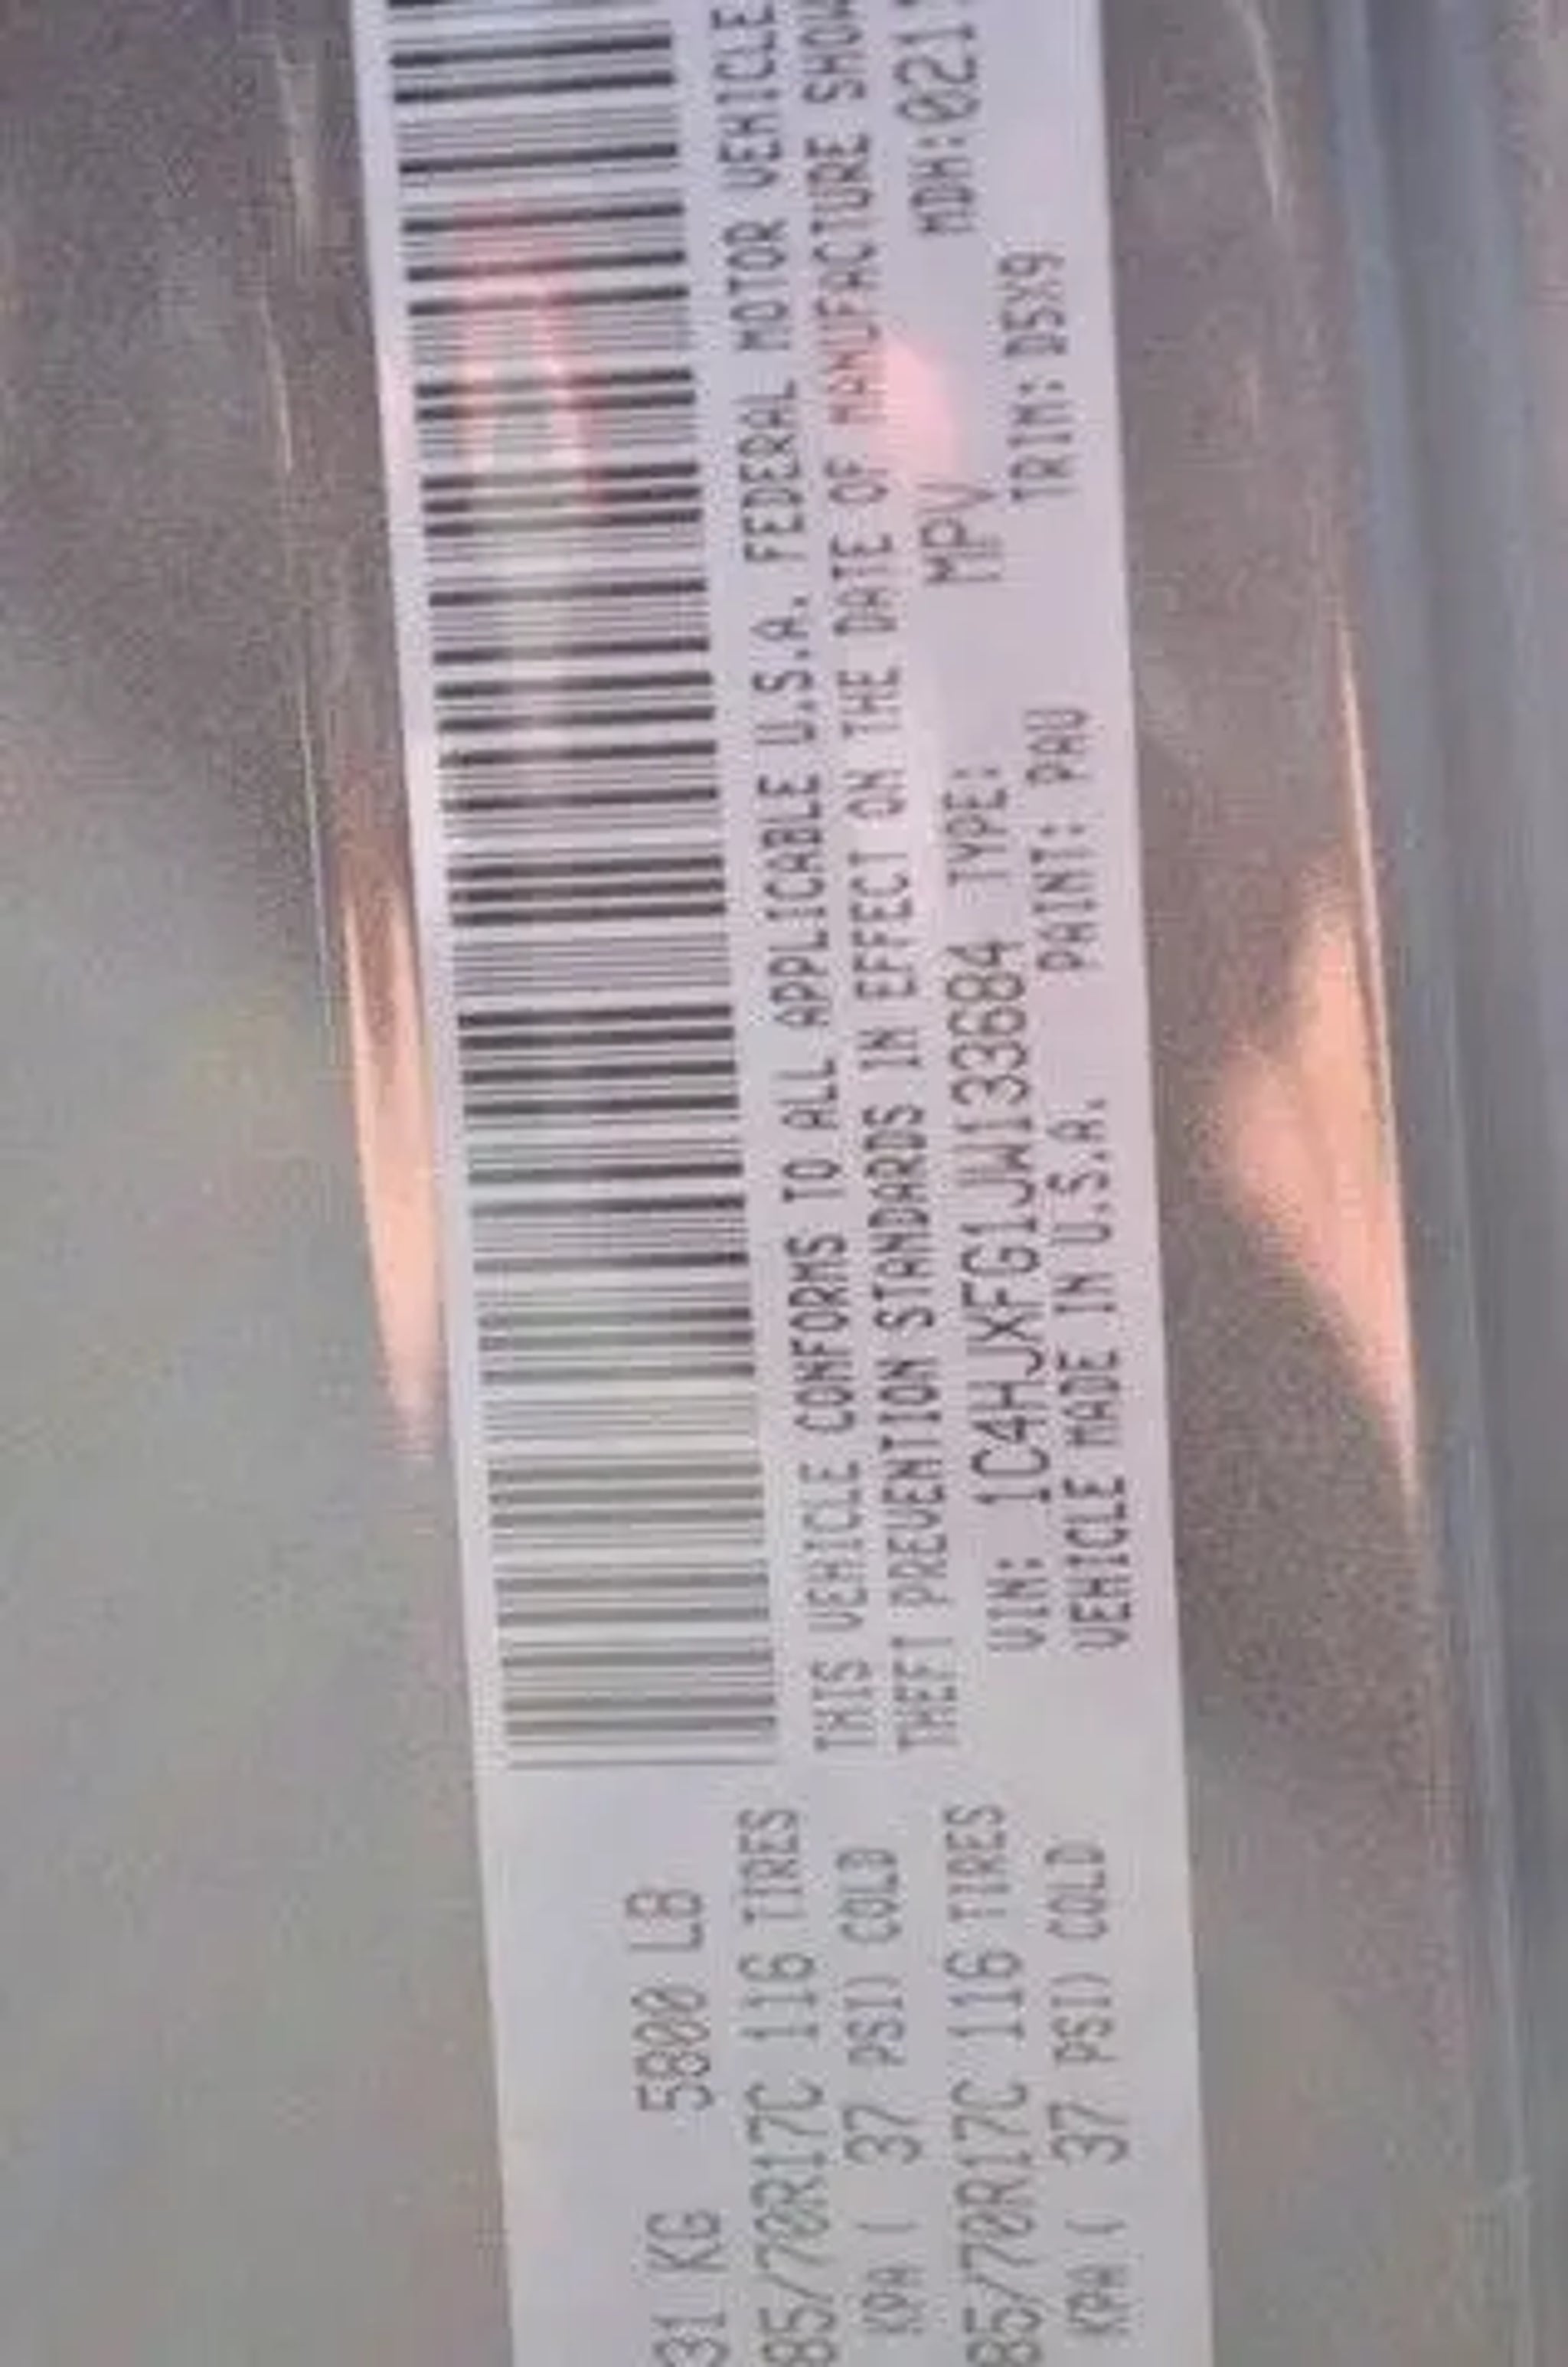 31 KG 5800 LB
85/70R17C 116 TIRES
KPA ( 37 PSI) COLD
85/70R17C 116 TIRES
KPA ( 37 PSI) COLD
THIS VEHICLE CONFORMS TO ALL APPLICABLE U.S.A. FEDERAL MOTOR VEHICLE
THEFT PREVENTION STANDARDS IN EFFECT ON THE DATE OF MANUFACTURE SHOW
VIN: 1C4HJXFG1JW133684 TYPE: MPV MDH:021
VEHICLE MADE IN U.S.A. PAINT: PAU TRIM: D5X9